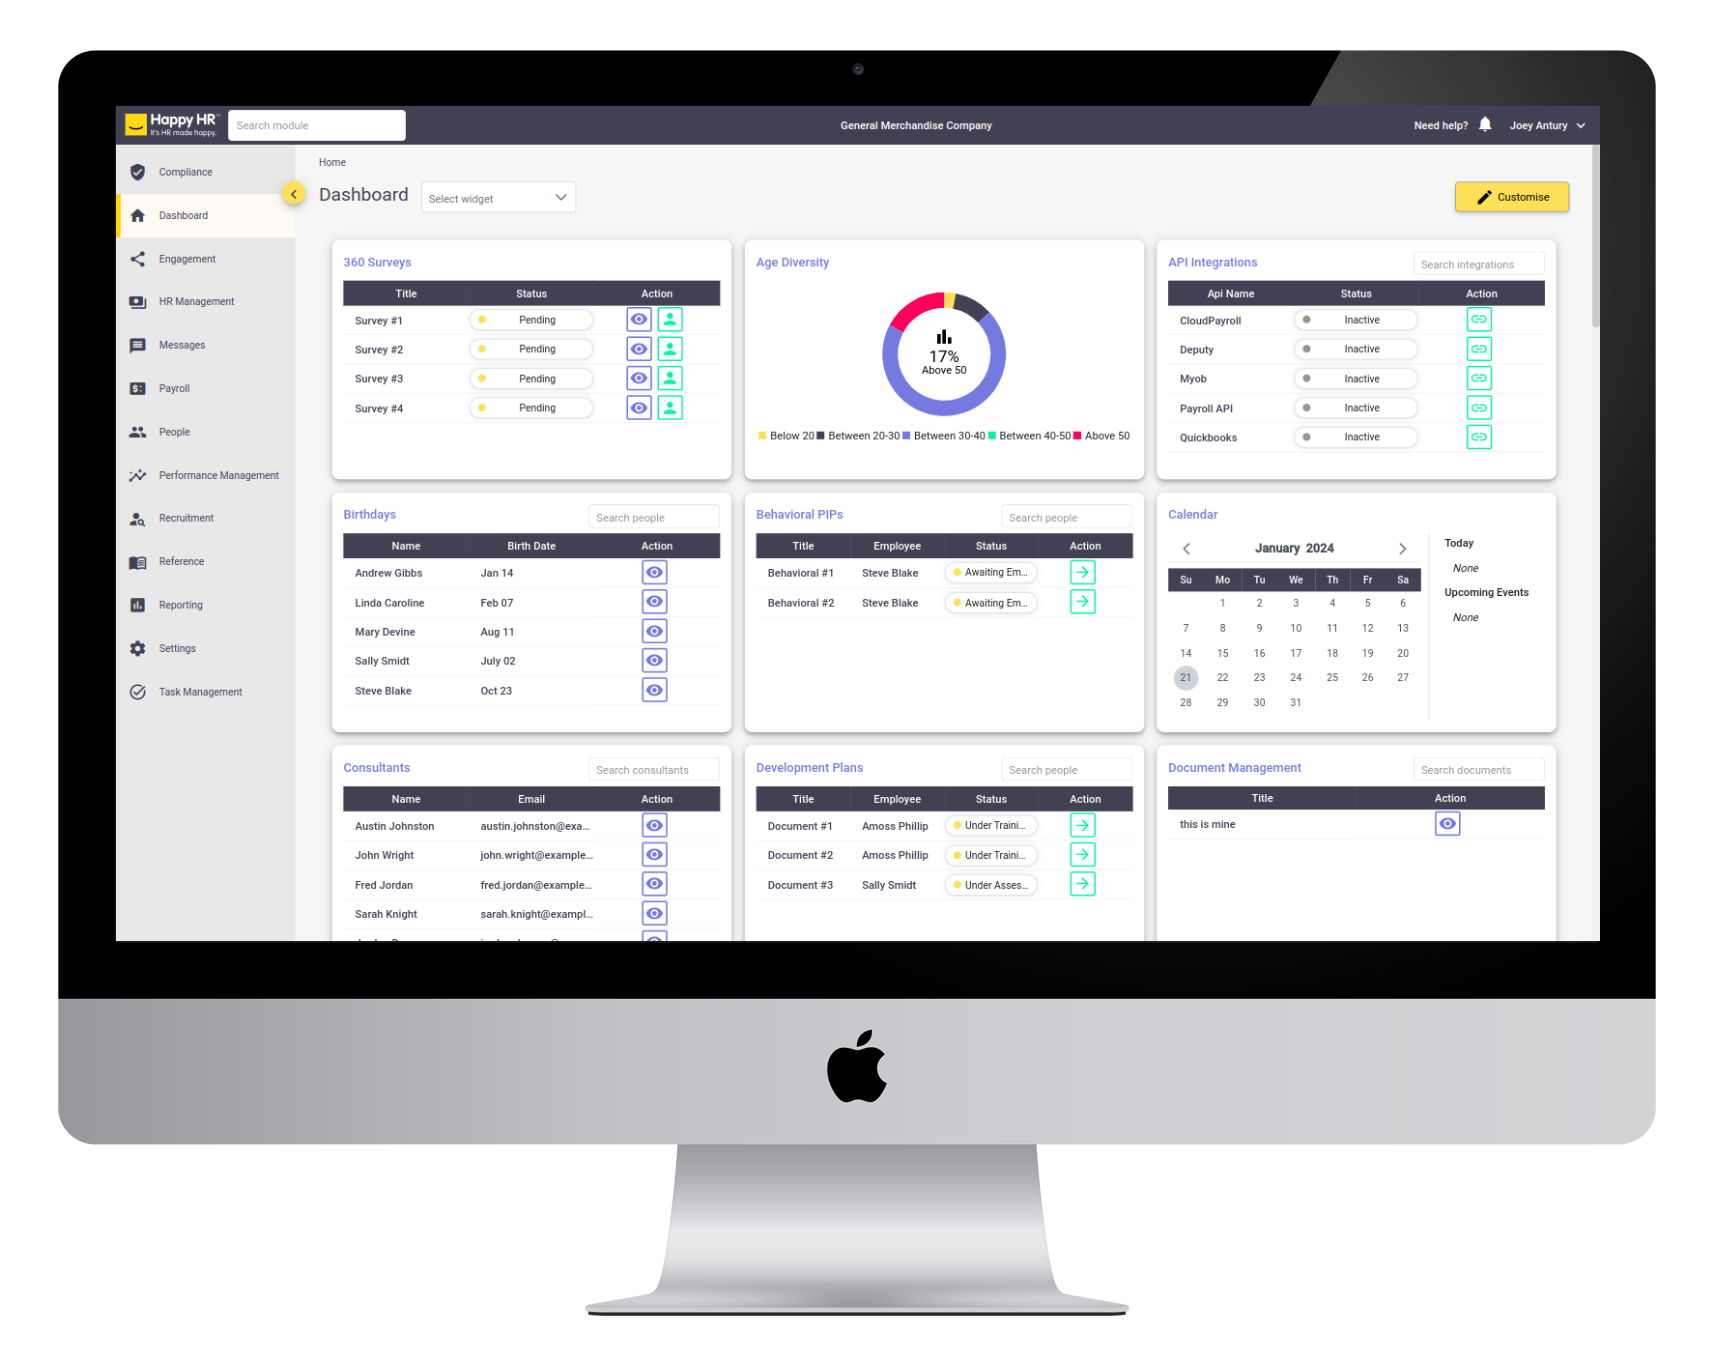 Happy HR
It's HR made happy.
Search module
General Merchandise Company
Need help?
Joey Antury
Compliance
Dashboard
Engagement
HR Management
Messages
Payroll
People
Performance Management
Recruitment
Reference
Reporting
Settings
Task Management
Home
Dashboard
Select widget
Customise
360 Surveys
Title Status Action
Survey #1 Pending
Survey #2 Pending
Survey #3 Pending
Survey #4 Pending
Age Diversity
17%
Above 50
Below 20 Between 20-30 Between 30-40 Between 40-50 Above 50
API Integrations
Search integrations
Api Name Status Action
CloudPayroll Inactive
Deputy Inactive
Myob Inactive
Payroll API Inactive
Quickbooks Inactive
Birthdays
Search people
Name Birth Date Action
Andrew Gibbs Jan 14
Linda Caroline Feb 07
Mary Devine Aug 11
Sally Smidt July 02
Steve Blake Oct 23
Behavioral PIPs
Search people
Title Employee Status Action
Behavioral #1 Steve Blake Awaiting Em...
Behavioral #2 Steve Blake Awaiting Em...
Calendar
January 2024
Su Mo Tu We Th Fr Sa
1 2 3 4 5 6
7 8 9 10 11 12 13
14 15 16 17 18 19 20
21 22 23 24 25 26 27
28 29 30 31
Today
None
Upcoming Events
None
Consultants
Search consultants
Name Email Action
Austin Johnston austin.johnston@exa...
John Wright john.wright@example...
Fred Jordan fred.jordan@example...
Sarah Knight sarah.knight@exampl...
Development Plans
Search people
Title Employee Status Action
Document #1 Amoss Phillip Under Traini...
Document #2 Amoss Phillip Under Traini...
Document #3 Sally Smidt Under Asses...
Document Management
Search documents
Title Action
this is mine